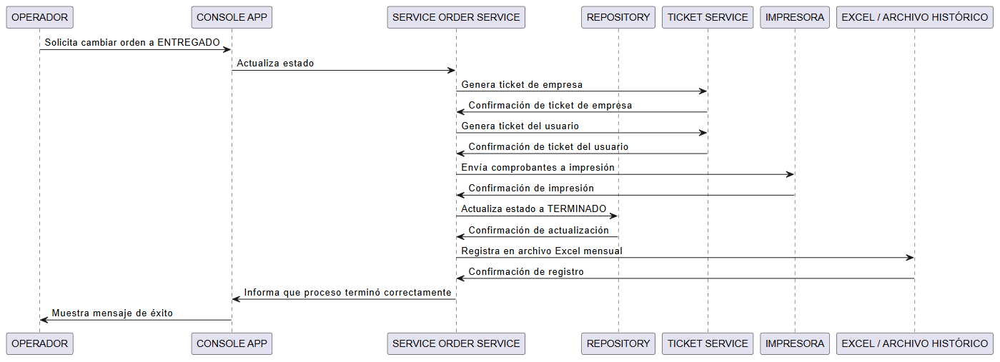 OPERADOR
CONSOLE APP
SERVICE ORDER SERVICE
REPOSITORY
TICKET SERVICE
IMPRESORA
EXCEL / ARCHIVO HISTÓRICO
Solicita cambiar orden a ENTREGADO
Actualiza estado
Genera ticket de empresa
Confirmación de ticket de empresa
Genera ticket del usuario
Confirmación de ticket del usuario
Envía comprobantes a impresión
Confirmación de impresión
Actualiza estado a TERMINADO
Confirmación de actualización
Registra en archivo Excel mensual
Confirmación de registro
Informa que proceso terminó correctamente
Muestra mensaje de éxito
OPERADOR
CONSOLE APP
SERVICE ORDER SERVICE
REPOSITORY
TICKET SERVICE
IMPRESORA
EXCEL / ARCHIVO HISTÓRICO